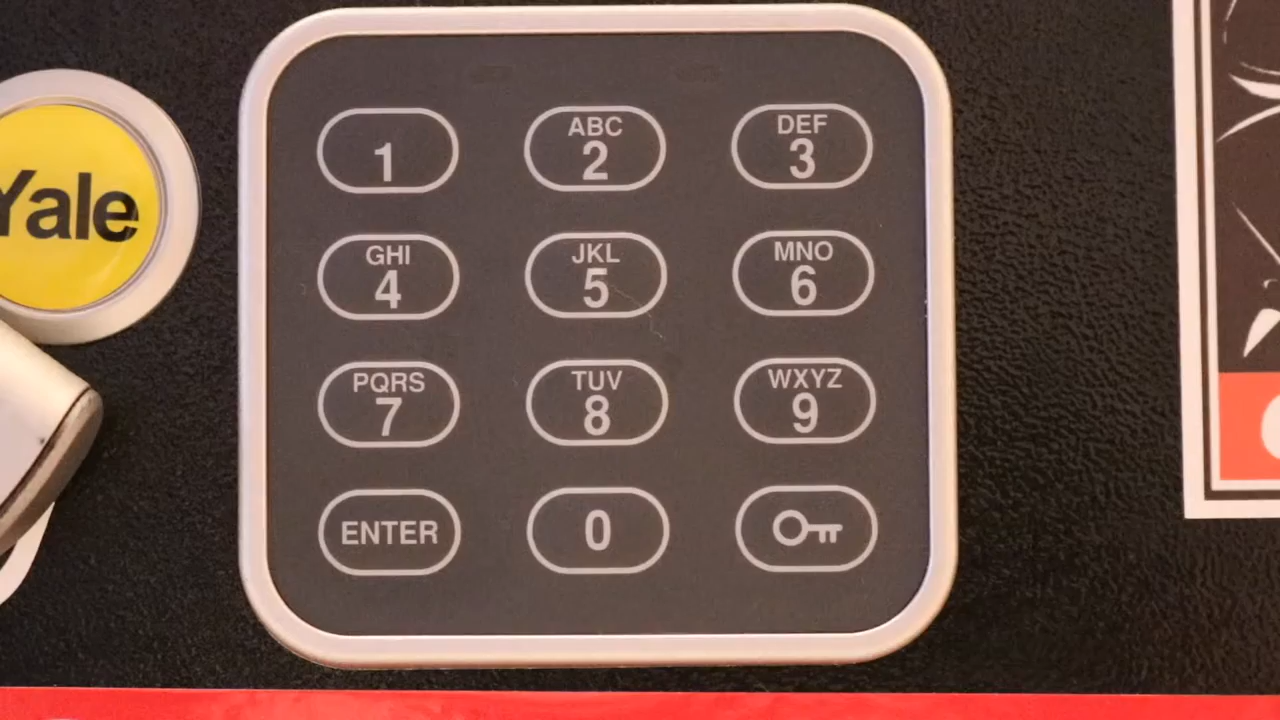 Yale
1
ABC
2
DEF
3
GHI
4
JKL
5
MNO
6
PQRS
7
TUV
8
WXYZ
9
ENTER
0